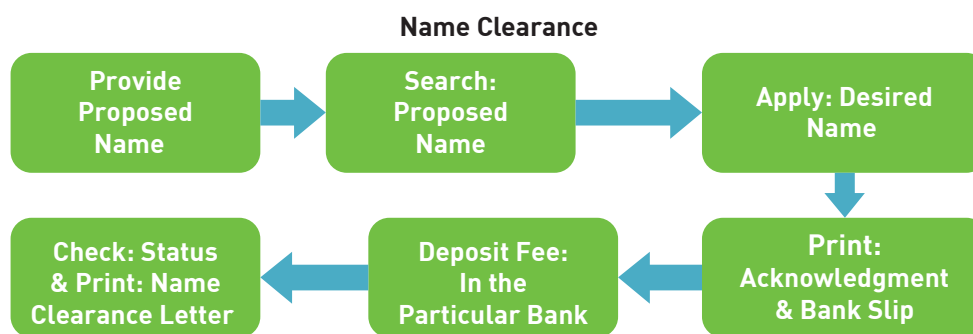 Name Clearance
Provide
Proposed
Name
Search:
Proposed
Name
Apply: Desired
Name
Print:
Acknowledgment
& Bank Slip
Deposit Fee:
In the
Particular Bank
Check: Status
& Print: Name
Clearance Letter